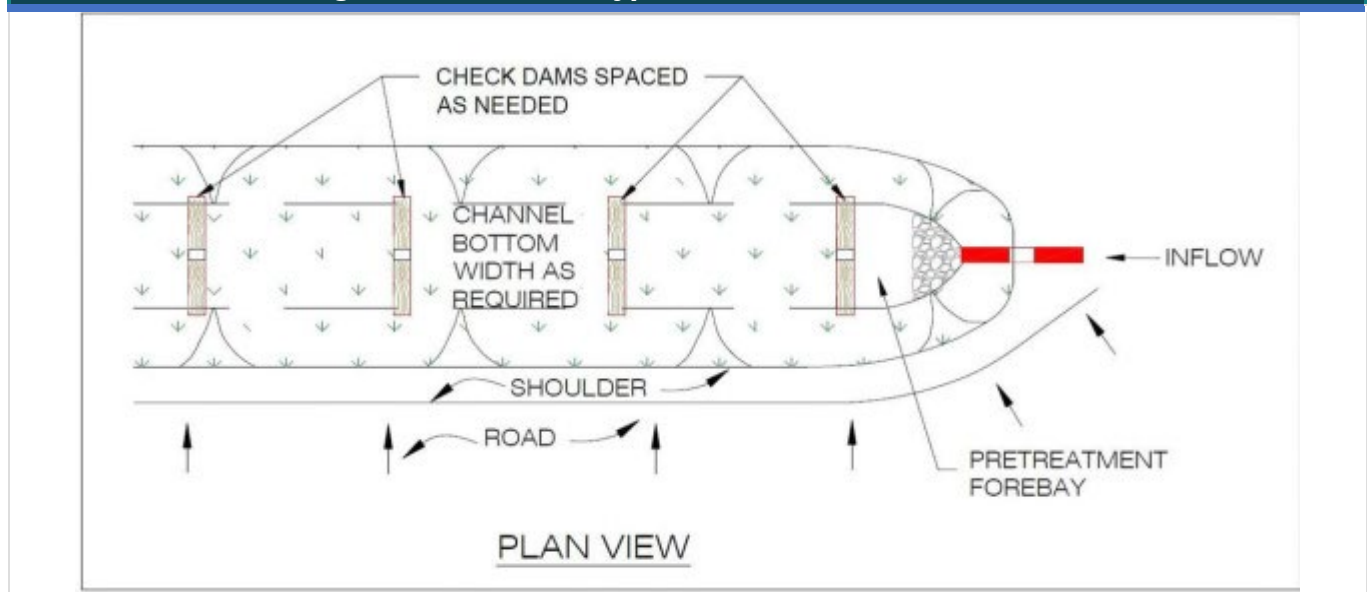 CHECK DAMS SPACED
AS NEEDED
CHANNEL
BOTTOM
WIDTH AS
REQUIRED
INFLOW
SHOULDER
ROAD
PRETREATMENT
FOREBAY
PLAN VIEW